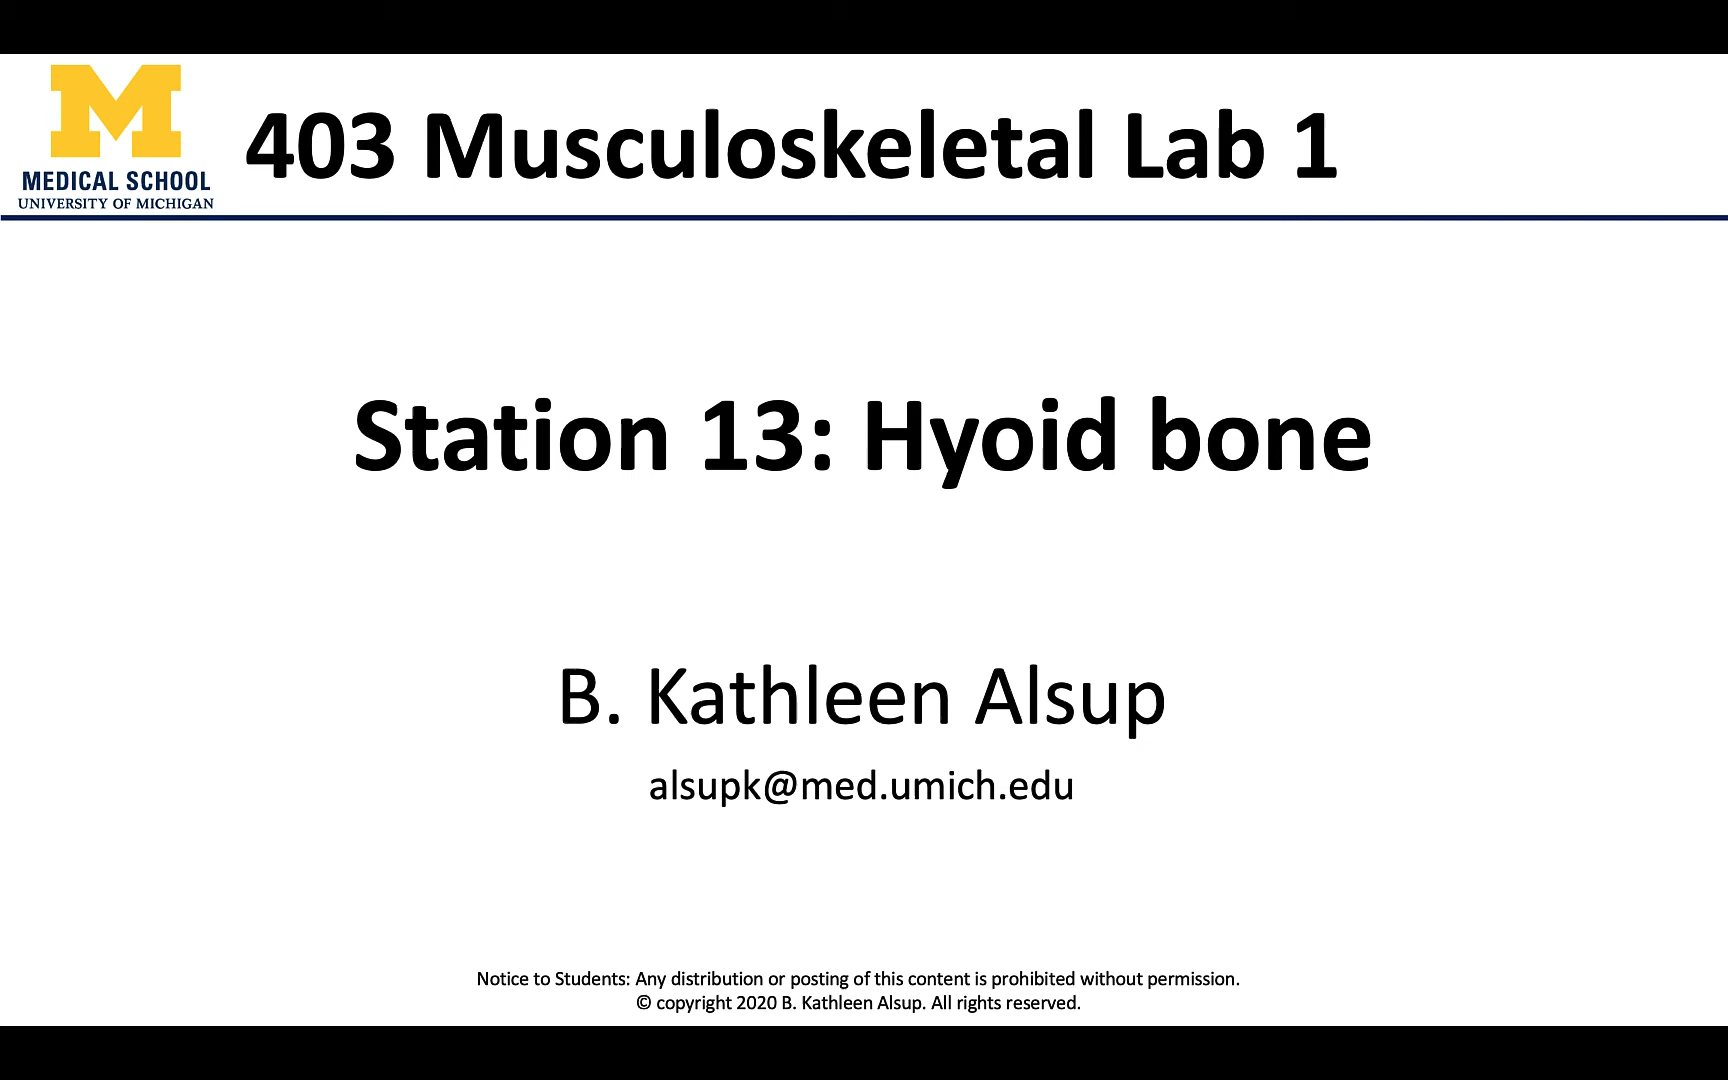 M
MEDICAL SCHOOL
UNIVERSITY OF MICHIGAN
403 Musculoskeletal Lab 1
Station 13: Hyoid bone
B. Kathleen Alsup
alsupk@med.umich.edu
Notice to Students: Any distribution or posting of this content is prohibited without permission.
© copyright 2020 B. Kathleen Alsup. All rights reserved.